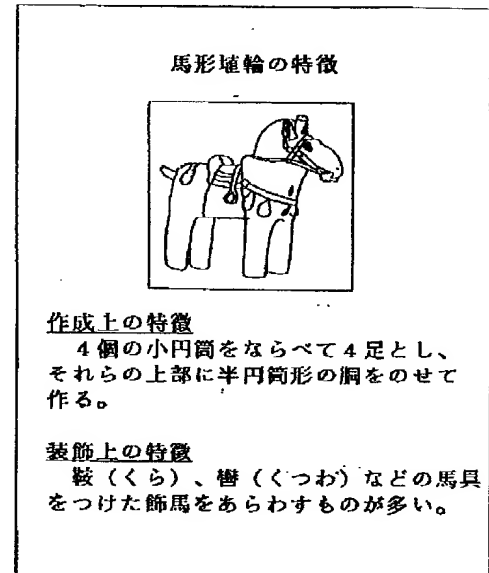 馬形埴輪の特徴
作成上の特徴
４個の小円筒をならべて４足とし、
それらの上部に半円筒形の胴をのせて
作る。
装飾上の特徴
鞍（くら）、轡（くつわ）などの馬具
をつけた飾馬をあらわすものが多い。